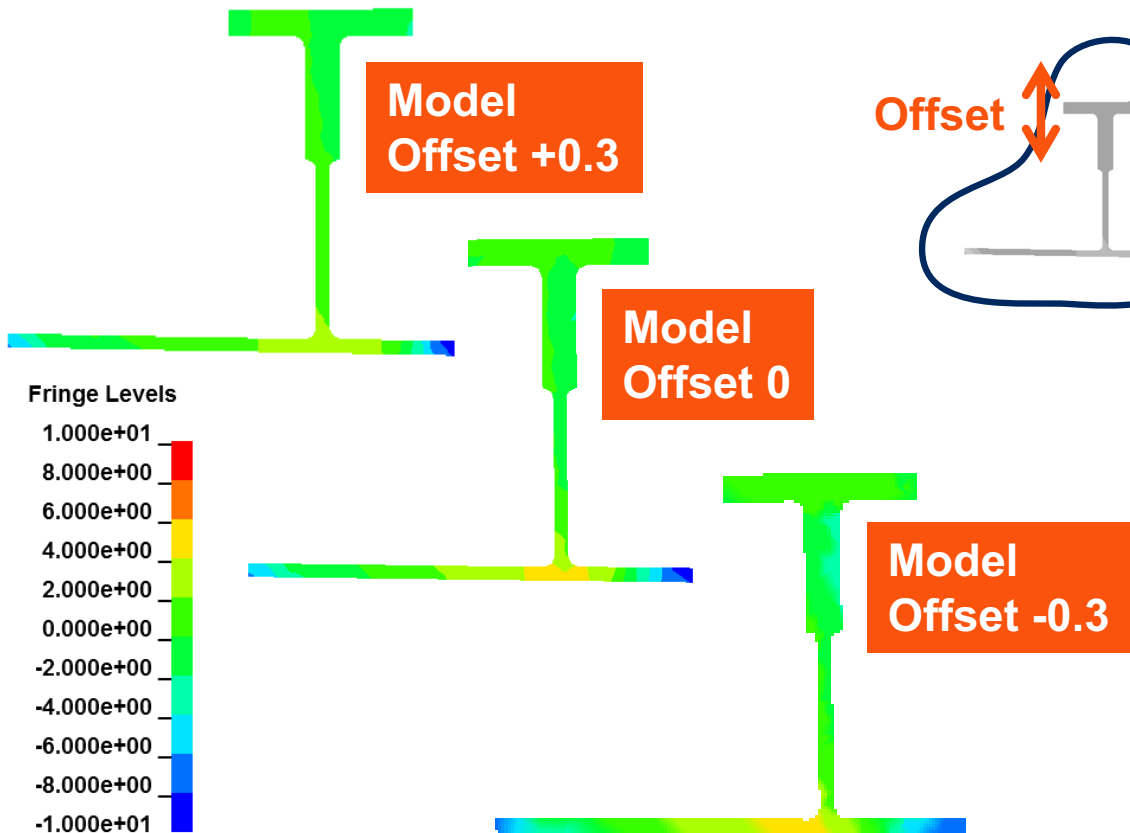 Model
Offset +0.3
Offset
Model
Offset 0
Fringe Levels
1.000e+01
8.000e+00
6.000e+00
4.000e+00
2.000e+00
0.000e+00
-2.000e+00
-4.000e+00
-6.000e+00
-8.000e+00
-1.000e+01
Model
Offset -0.3